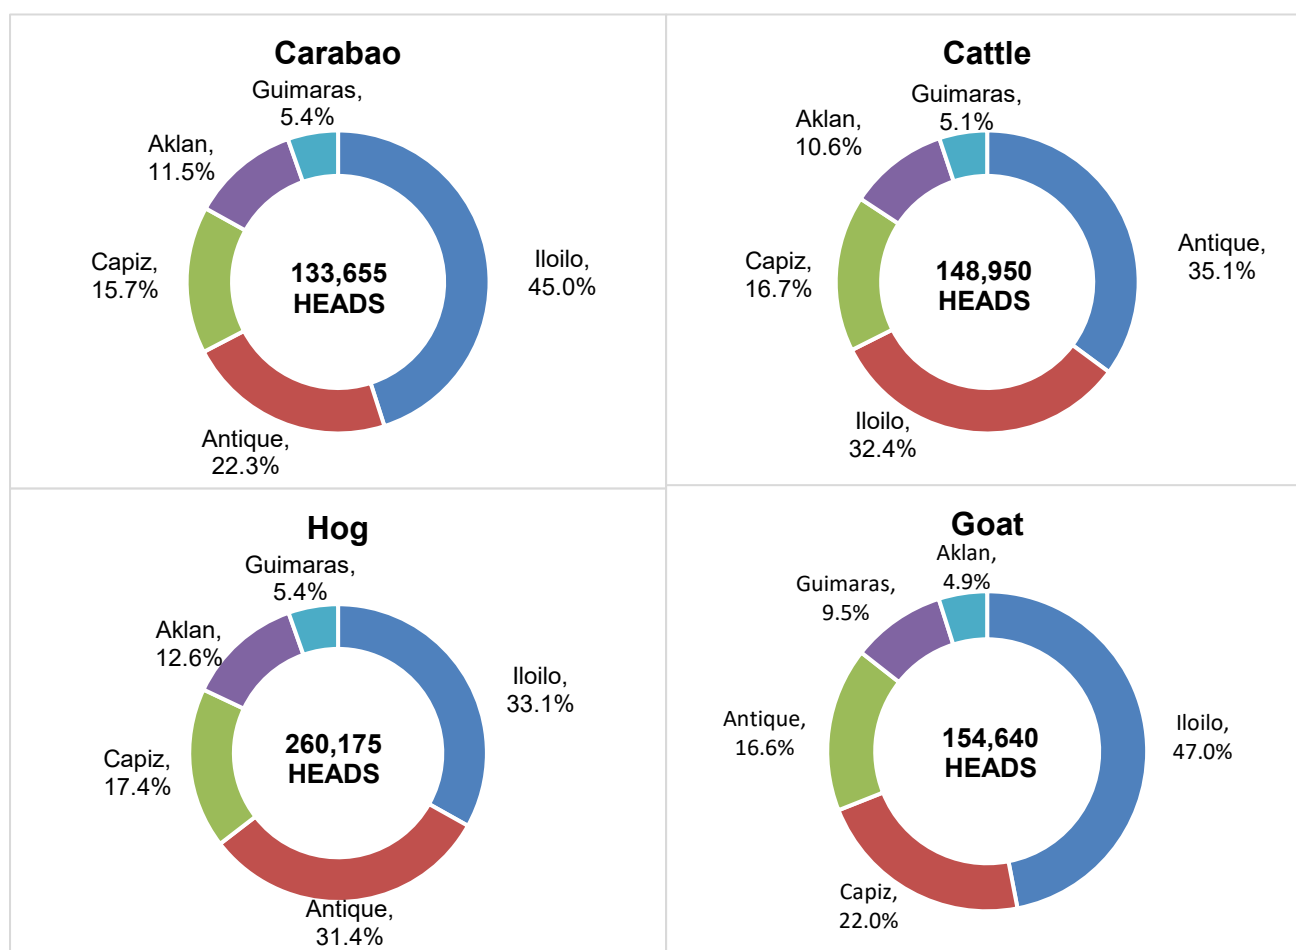 Carabao
Guimaras,
5.4%
Aklan,
11.5%
Capiz,
15.7%
133,655
HEADS
Iloilo,
45.0%
Antique,
22.3%
Cattle
Guimaras,
5.1%
Aklan,
10.6%
Capiz,
16.7%
148,950
HEADS
Antique,
35.1%
Iloilo,
32.4%
Hog
Guimaras,
5.4%
Aklan,
12.6%
Capiz,
17.4%
260,175
HEADS
Iloilo,
33.1%
Antique,
31.4%
Goat
Aklan,
4.9%
Guimaras,
9.5%
Antique,
16.6%
154,640
HEADS
Iloilo,
47.0%
Capiz,
22.0%